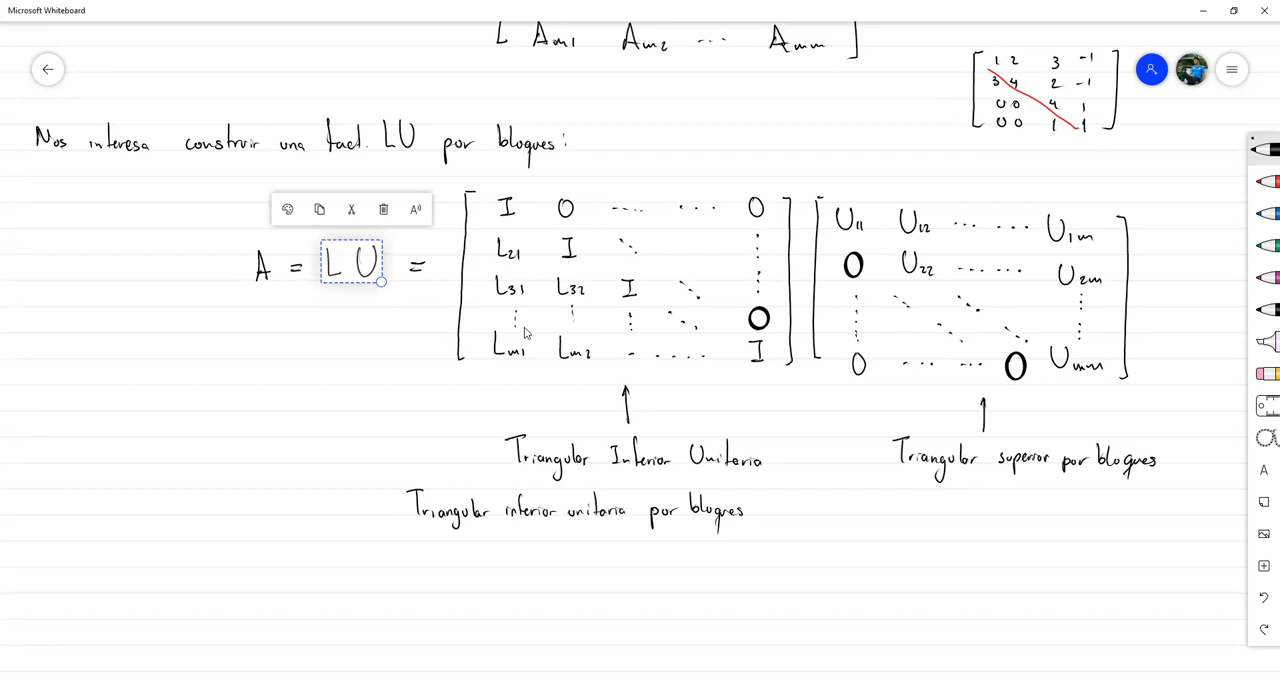 Microsoft Whiteboard
[ Am1 Am2 ... Amm ]
1 2 3 -1
3 4 2 -1
0 0 4 1
0 0 1 1
Nos interesa construir una fact. LU por bloques:
I 0 ... ... 0
L21 I
L31 L32 I
0
Lm1 Lm2 ... I
A = LU =
U11 U12 ... ... U1m
0 U22 ... ... U2m
0 ... ... 0 Umm
Triangular Inferior Unitaria
Triangular superior por bloques
Triangular inferior unitaria por bloques